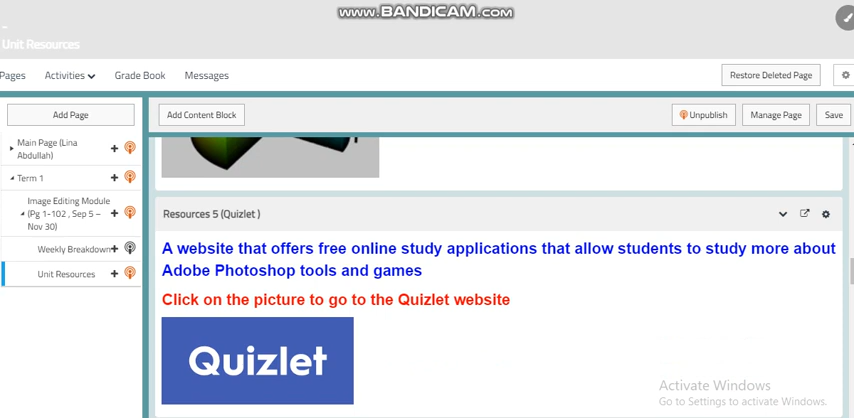 www.BANDICAM.com
Unit Resources
Pages Activities Grade Book Messages Restore Deleted Page
Add Page Add Content Block Unpublish Manage Page Save
Main Page (Lina
Abdullah)
Term 1
Image Editing Module
(Pg 1-102 , Sep 5 –
Nov 30)
Weekly Breakdown
Unit Resources
Resources 5 (Quizlet )
A website that offers free online study applications that allow students to study more about
Adobe Photoshop tools and games
Click on the picture to go to the Quizlet website
Quizlet
Activate Windows
Go to Settings to activate Windows.